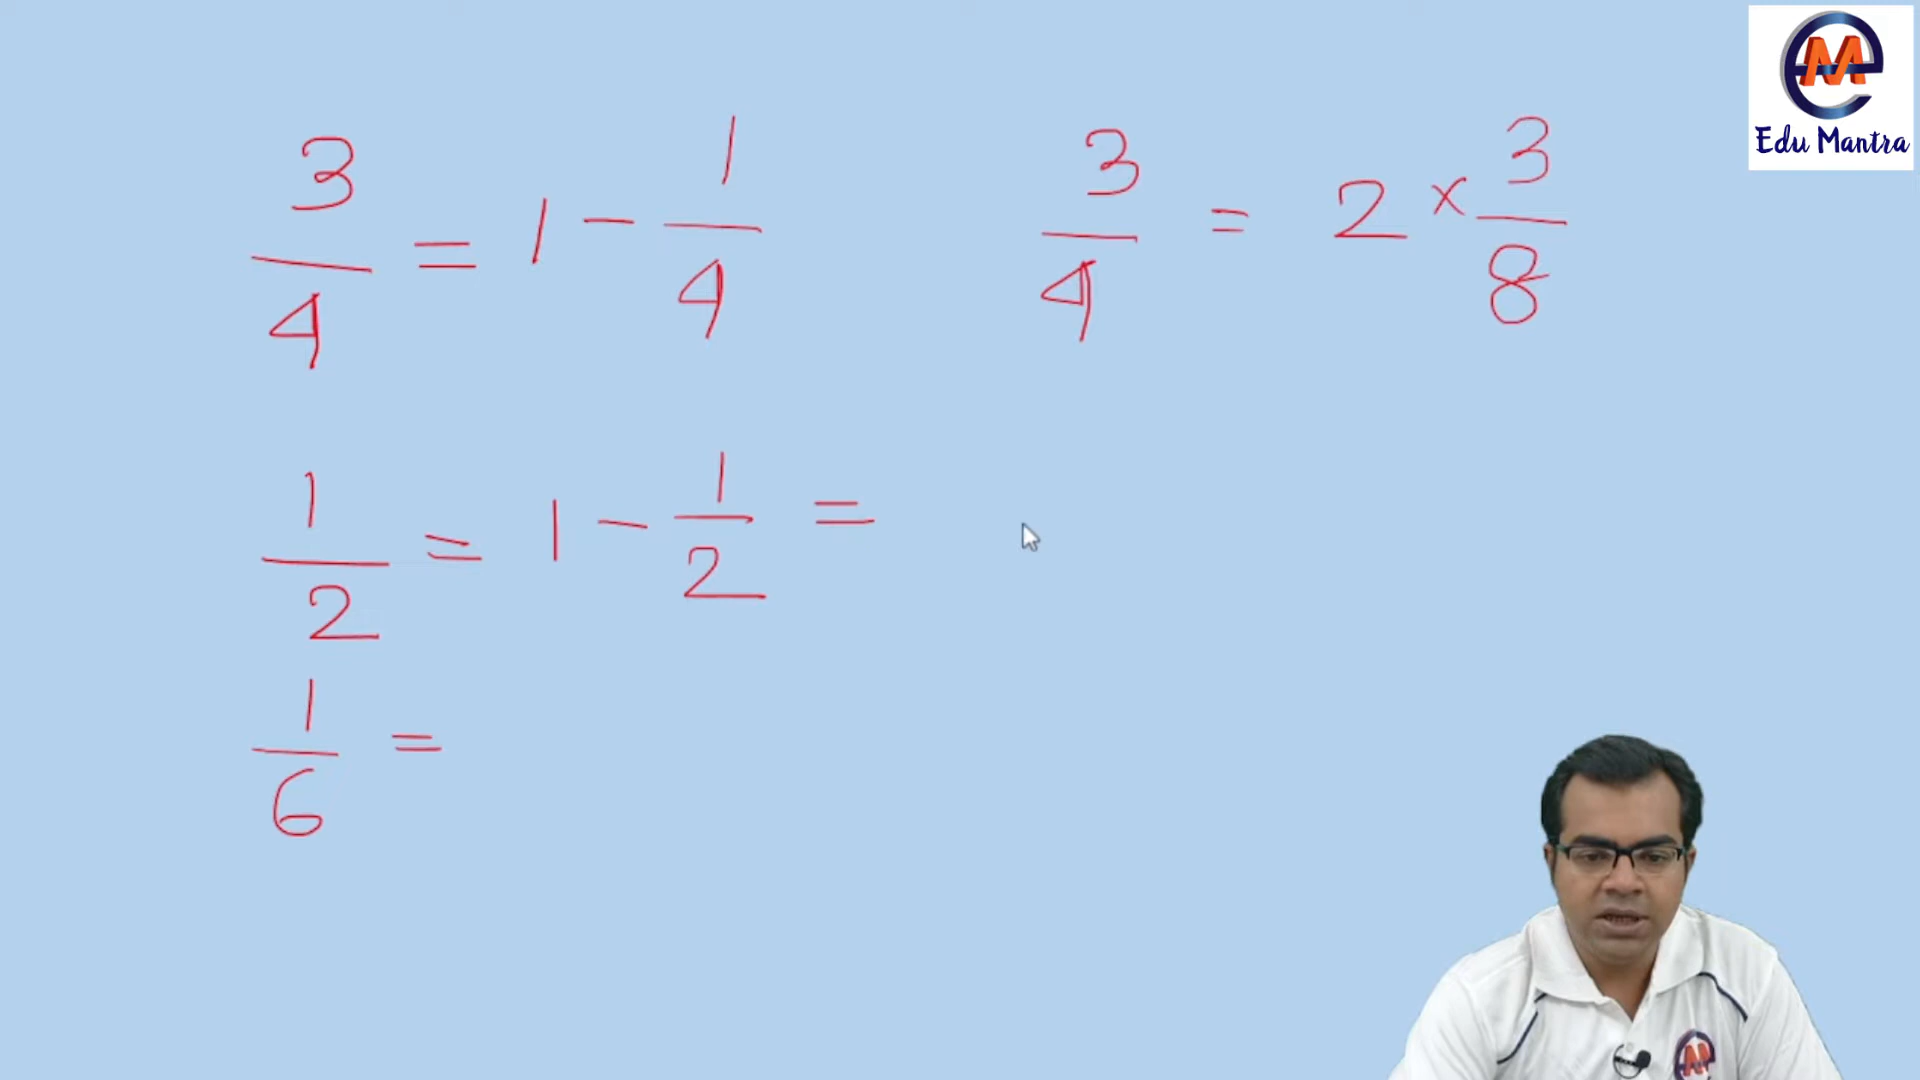 Edu Mantra
3/4 = 1 - 1/4
3/4 = 2 × 3/8
1/2 = 1 - 1/2 =
1/6 =